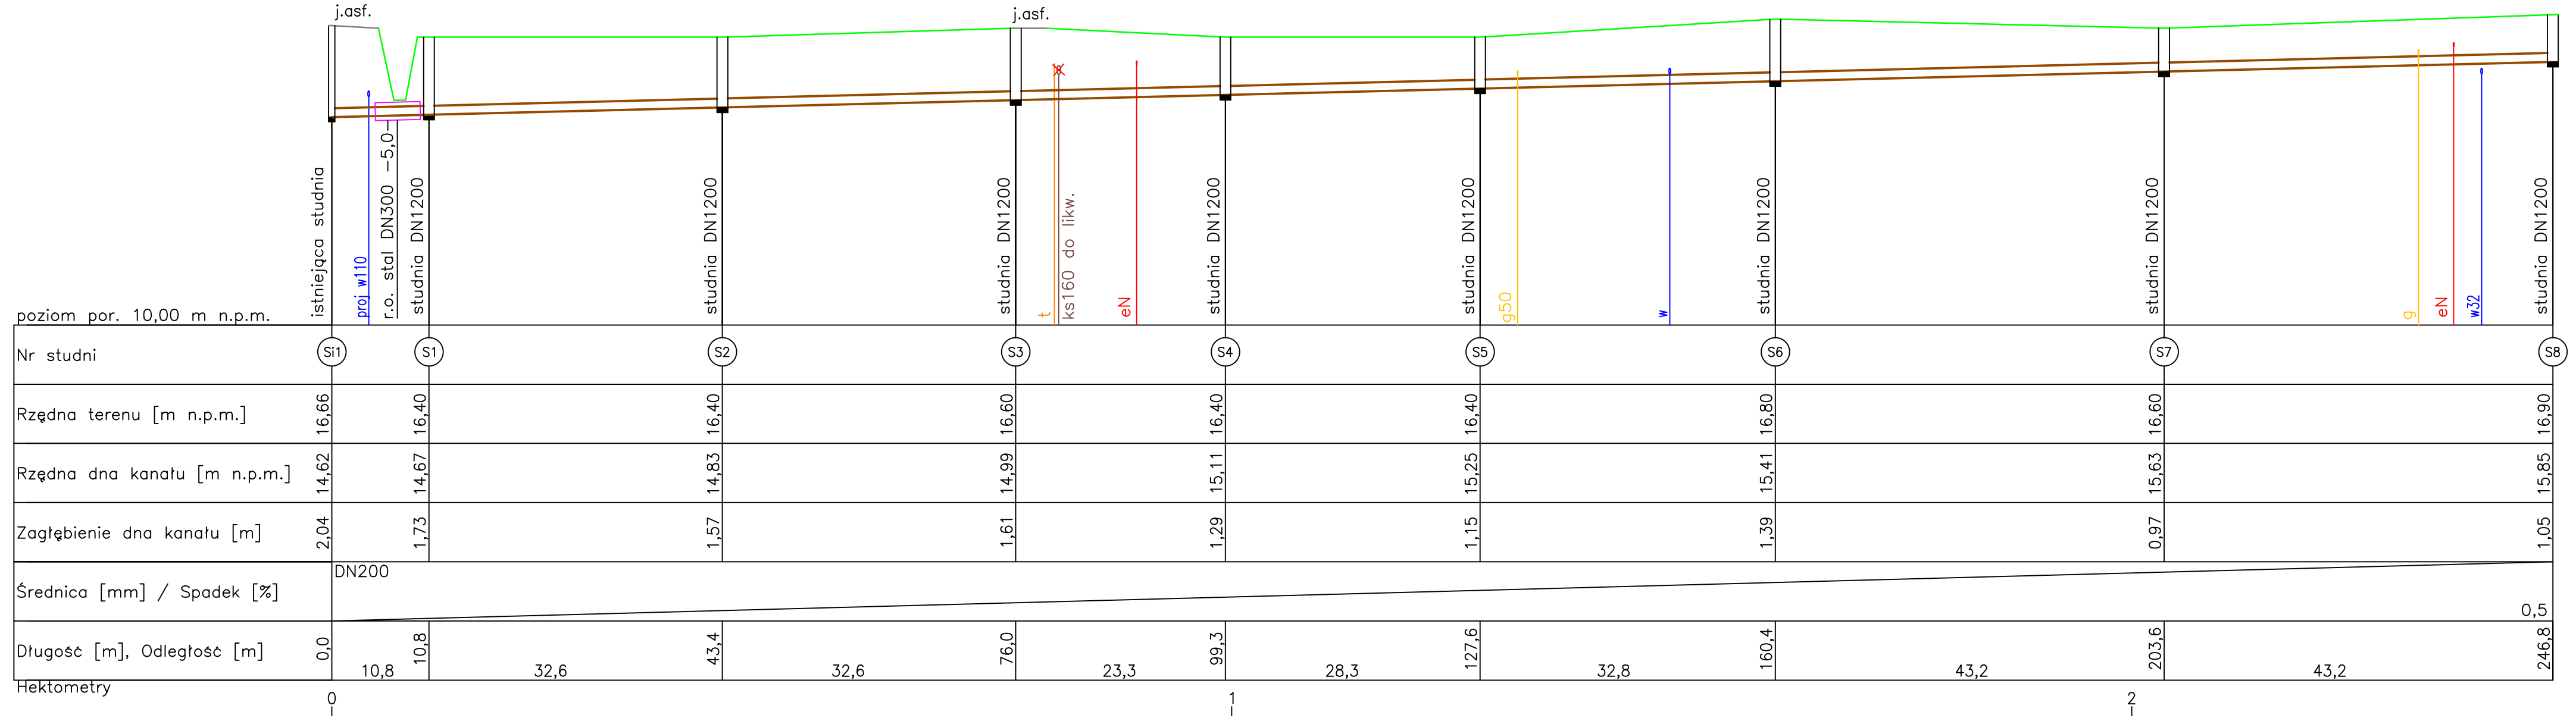 j.asf.
j.asf.
istniejąca studnia
proj w110
r.o. stal DN300 -5,0-
studnia DN1200
studnia DN1200
studnia DN1200
t
ks160 do likw.
eN
studnia DN1200
studnia DN1200
g50
w
studnia DN1200
studnia DN1200
g
eN
w32
studnia DN1200
poziom por. 10,00 m n.p.m.
Nr studni Si1 S1 S2 S3 S4 S5 S6 S7 S8
Rzędna terenu [m n.p.m.] 16,66 16,40 16,40 16,60 16,40 16,40 16,80 16,60 16,90
Rzędna dna kanału [m n.p.m.] 14,62 14,67 14,83 14,99 15,11 15,25 15,41 15,63 15,85
Zagłębienie dna kanału [m] 2,04 1,73 1,57 1,61 1,29 1,15 1,39 0,97 1,05
DN200
Średnica [mm] / Spadek [%]
0,5
Długość [m], Odległość [m] 0,0 10,8 43,4 76,0 99,3 127,6 160,4 203,6 246,8
10,8 32,6 32,6 23,3 28,3 32,8 43,2 43,2
Hektometry
0 1 2